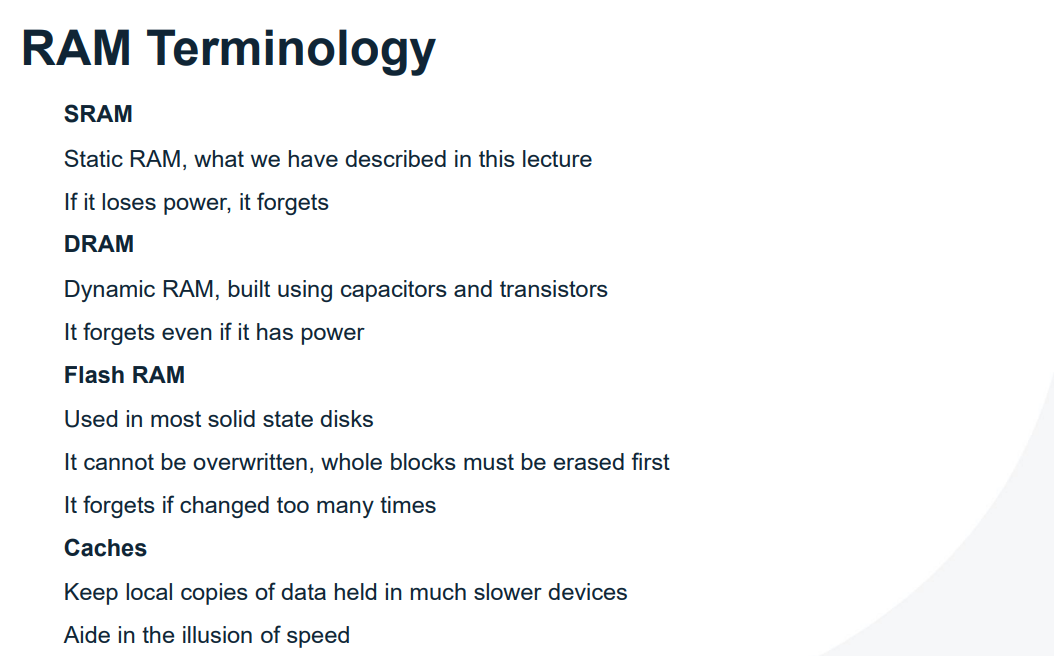 RAM Terminology
SRAM
Static RAM, what we have described in this lecture
If it loses power, it forgets
DRAM
Dynamic RAM, built using capacitors and transistors
It forgets even if it has power
Flash RAM
Used in most solid state disks
It cannot be overwritten, whole blocks must be erased first
It forgets if changed too many times
Caches
Keep local copies of data held in much slower devices
Aide in the illusion of speed